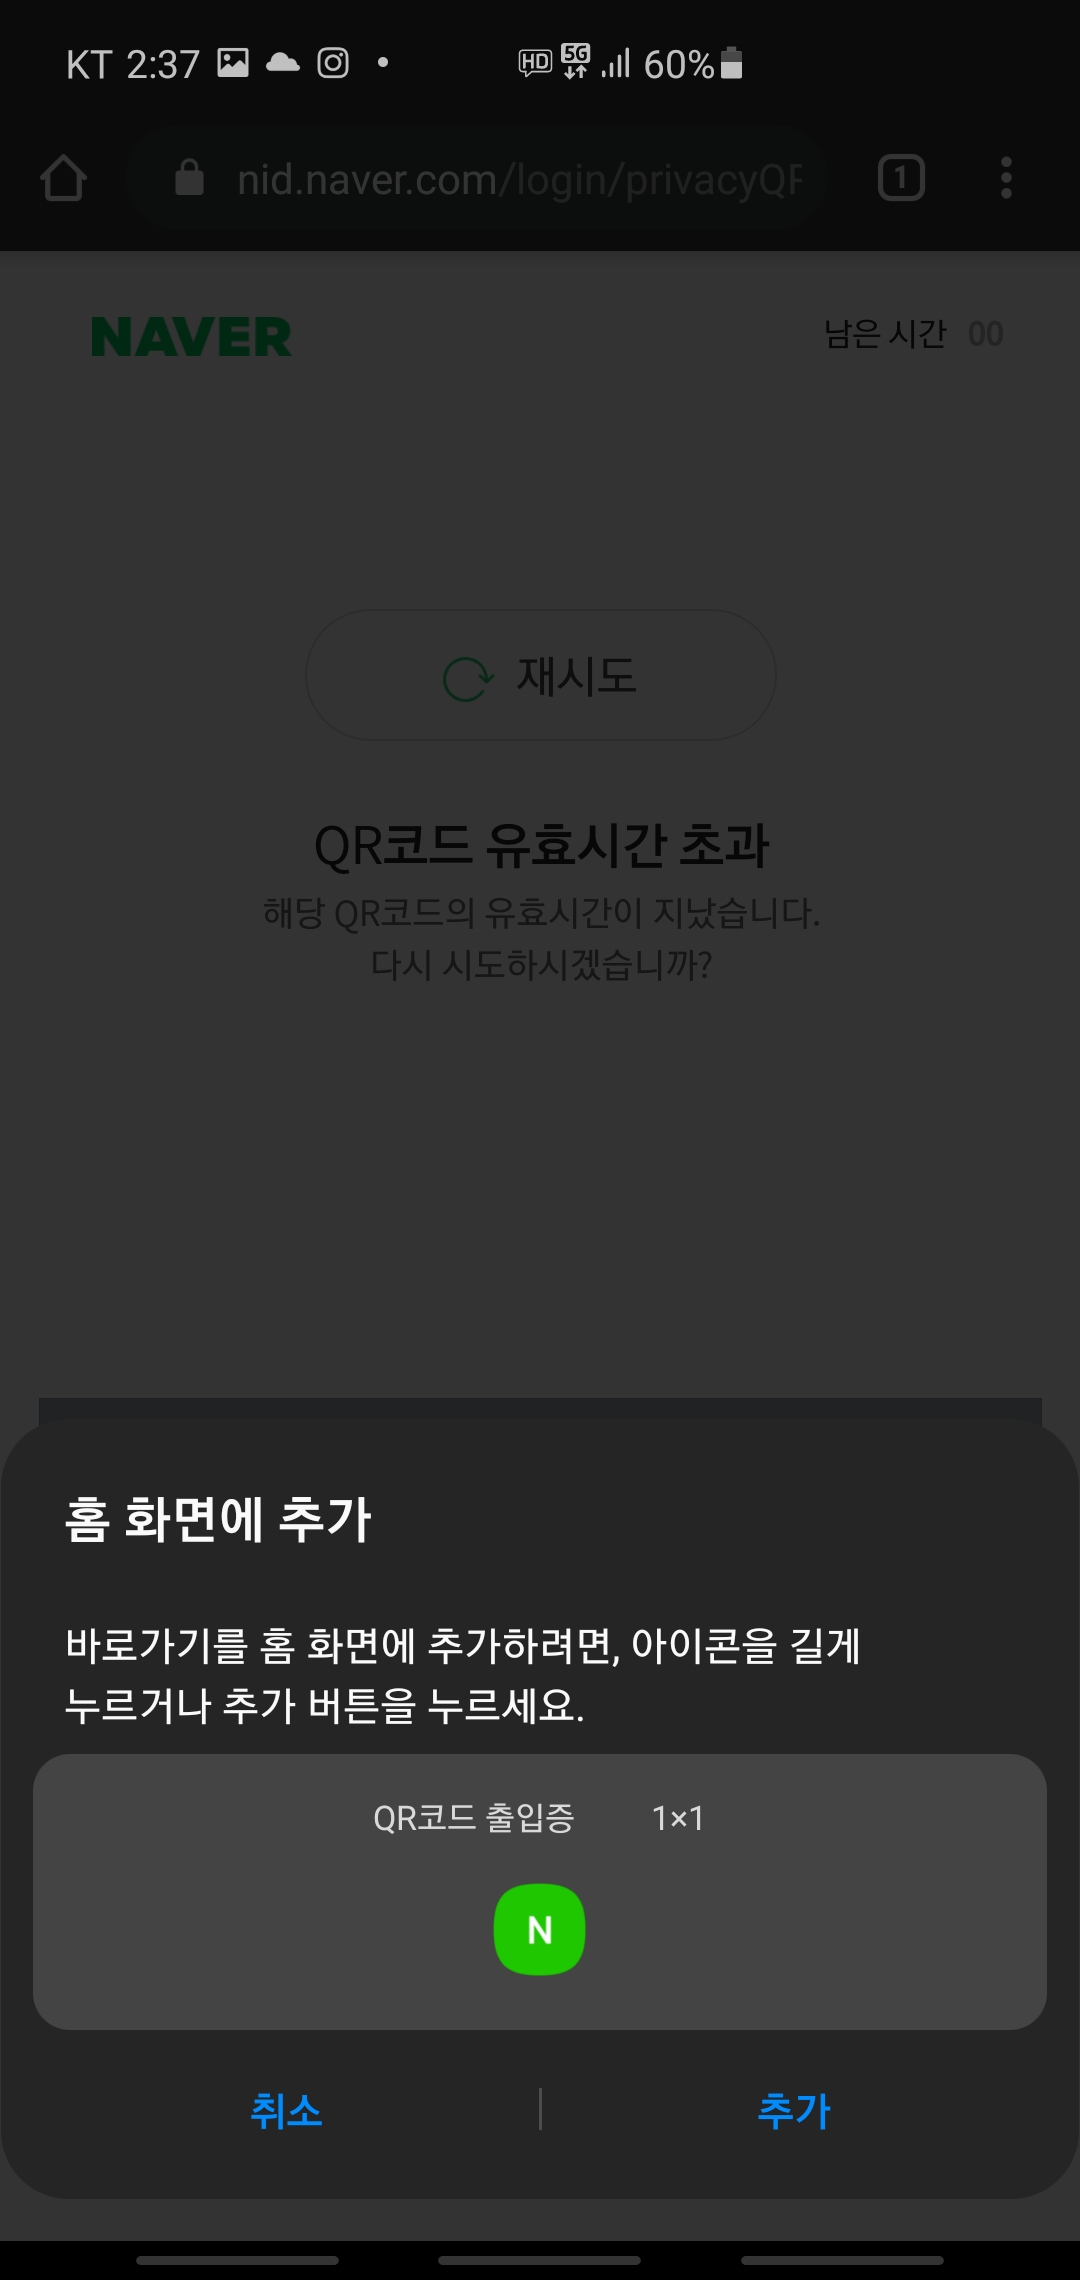 KT 2:37 HD 5G 60%
nid.naver.com/login/privacyQR
1
NAVER
남은 시간 00
재시도
QR코드 유효시간 초과
해당 QR코드의 유효시간이 지났습니다.
다시 시도하시겠습니까?
홈 화면에 추가
바로가기를 홈 화면에 추가하려면, 아이콘을 길게
누르거나 추가 버튼을 누르세요.
QR코드 출입증 1×1
N
취소 추가